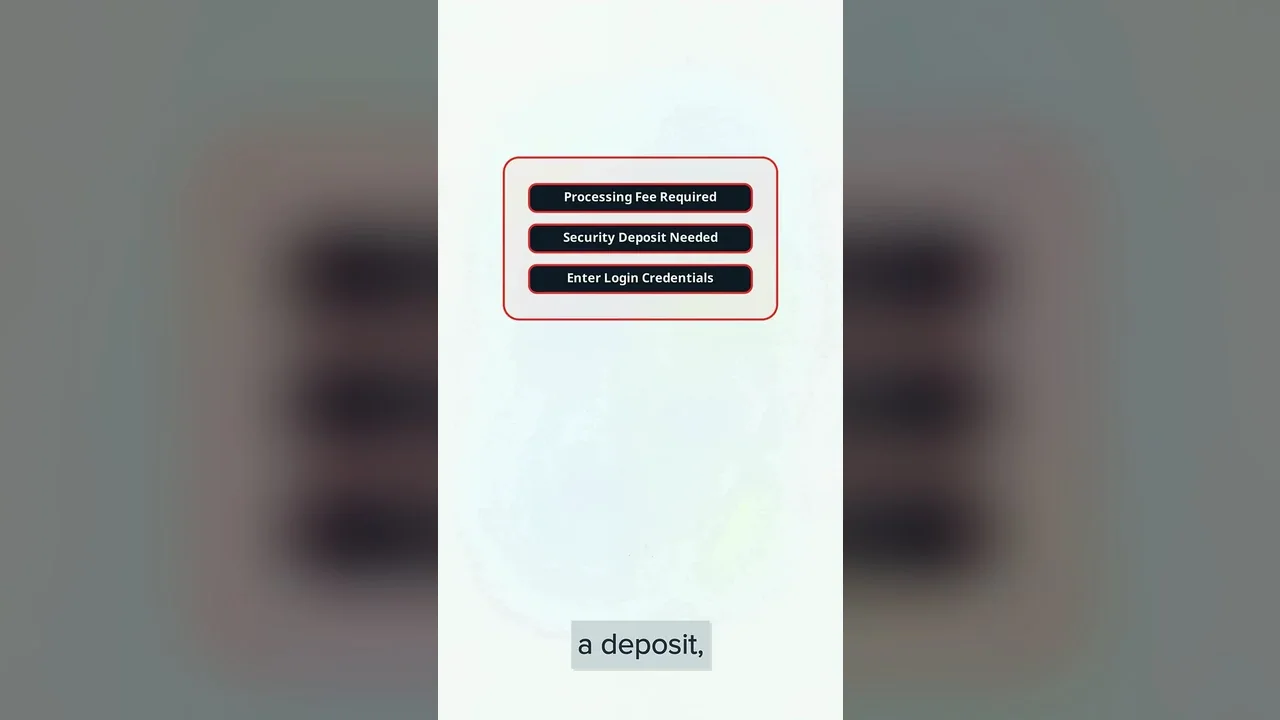 Processing Fee Required
Security Deposit Needed
Enter Login Credentials
a deposit,